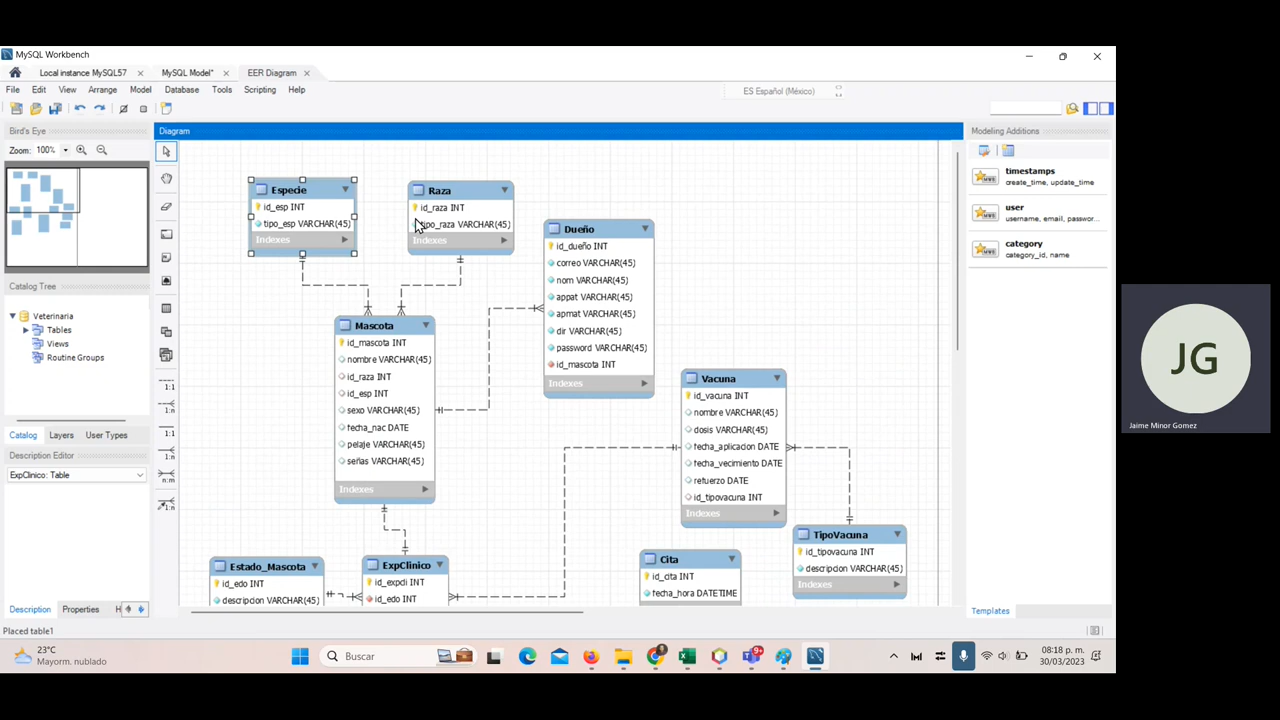 MySQL Workbench
Local instance MySQL57 × MySQL Model* × EER Diagram ×
File Edit View Arrange Model Database Tools Scripting Help
ES Español (México)
Bird's Eye
Diagram
Modeling Additions
Zoom: 100%
timestamps
create_time, update_time
user
username, email, passwor...
category
category_id, name
Especie
id_esp INT
tipo_esp VARCHAR(45)
Indexes
Raza
id_raza INT
tipo_raza VARCHAR(45)
Indexes
Dueño
id_dueño INT
correo VARCHAR(45)
nom VARCHAR(45)
appat VARCHAR(45)
apmat VARCHAR(45)
dir VARCHAR(45)
password VARCHAR(45)
id_mascota INT
Indexes
Catalog Tree
Veterinaria
Tables
Views
Routine Groups
Mascota
id_mascota INT
nombre VARCHAR(45)
id_raza INT
id_esp INT
sexo VARCHAR(45)
fecha_nac DATE
pelaje VARCHAR(45)
señas VARCHAR(45)
Indexes
Vacuna
id_vacuna INT
nombre VARCHAR(45)
dosis VARCHAR(45)
fecha_aplicacion DATE
fecha_vecimiento DATE
refuerzo DATE
id_tipovacuna INT
Indexes
1:1
1:n
1:1
1:n
n:m
Catalog Layers User Types
Description Editor
ExpClinico: Table
TipoVacuna
id_tipovacuna INT
descripcion VARCHAR(45)
Indexes
Estado_Mascota
id_edo INT
descripcion VARCHAR(45)
ExpClinico
id_expcli INT
id_edo INT
Cita
id_cita INT
fecha_hora DATETIME
Description Properties H
Templates
Placed table1
23°C
Mayorm. nublado
Buscar
9+
08:18 p. m.
30/03/2023
JG
Jaime Minor Gomez